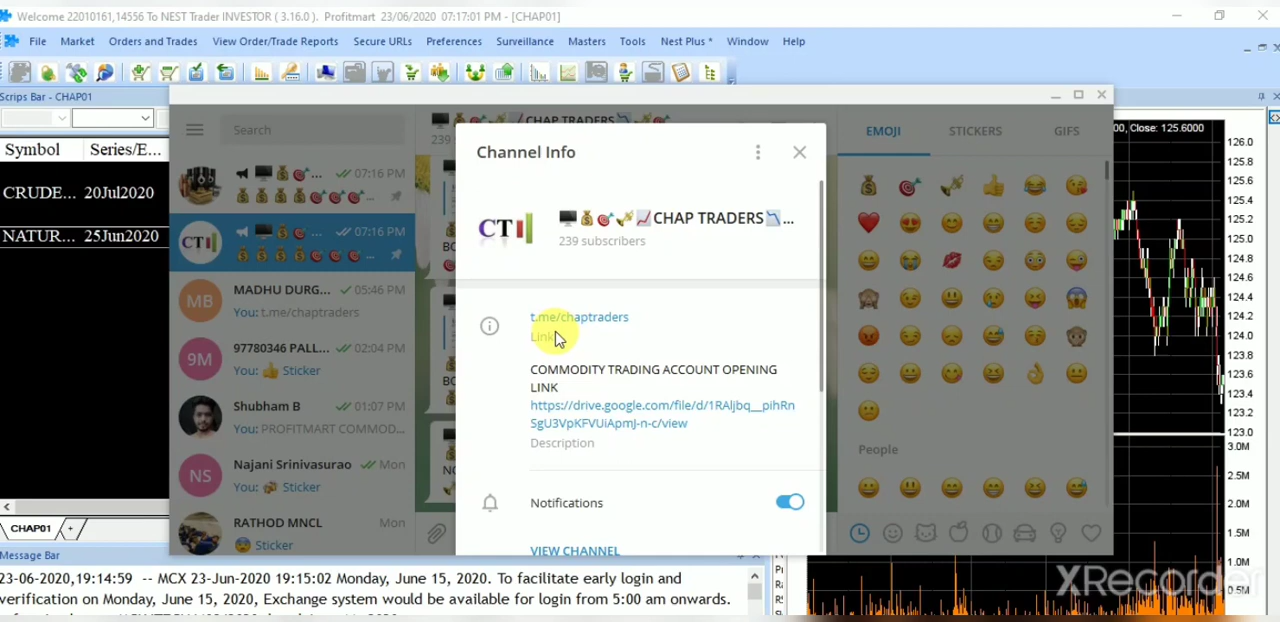 Welcome 22010161,14556 To NEST Trader INVESTOR ( 3.16.0 ). Profitmart 23/06/2020 07:17:01 PM - [CHAP01]
File Market Orders and Trades View Order/Trade Reports Secure URLs Preferences Surveillance Masters Tools Nest Plus * Window Help
Scrips Bar - CHAP01
Symbol Series/E...
CRUDE... 20Jul2020
NATUR... 25Jun2020
CHAP01
Search
07:16 PM
CTI
07:16 PM
MB
MADHU DURG... 05:46 PM
You: t.me/chaptraders
9M
97780346 PALL... 02:04 PM
You: 👍 Sticker
Shubham B 01:07 PM
You: PROFITMART COMMOD...
NS
Najani Srinivasurao Mon
You: Sticker
RATHOD MNCL Mon
Sticker
CHAP TRADERS
239
Channel Info
CTI
CHAP TRADERS...
239 subscribers
t.me/chaptraders
Link
COMMODITY TRADING ACCOUNT OPENING
LINK
https://drive.google.com/file/d/1RAljbq__pihRn
SgU3VpKFVUiApmJ-n-c/view
Description
Notifications
VIEW CHANNEL
EMOJI STICKERS GIFS
People
00, Close: 125.6000
126.0
125.8
125.6
125.4
125.2
125.0
124.8
124.6
124.4
124.2
124.0
123.8
123.6
123.4
123.2
123.0
3.0M
2.5M
2.0M
1.5M
1.0M
0.5M
Message Bar
23-06-2020,19:14:59 -- MCX 23-Jun-2020 19:15:02 Monday, June 15, 2020. To facilitate early login and
verification on Monday, June 15, 2020, Exchange system would be available for login from 5:00 am onwards.
XRecorder